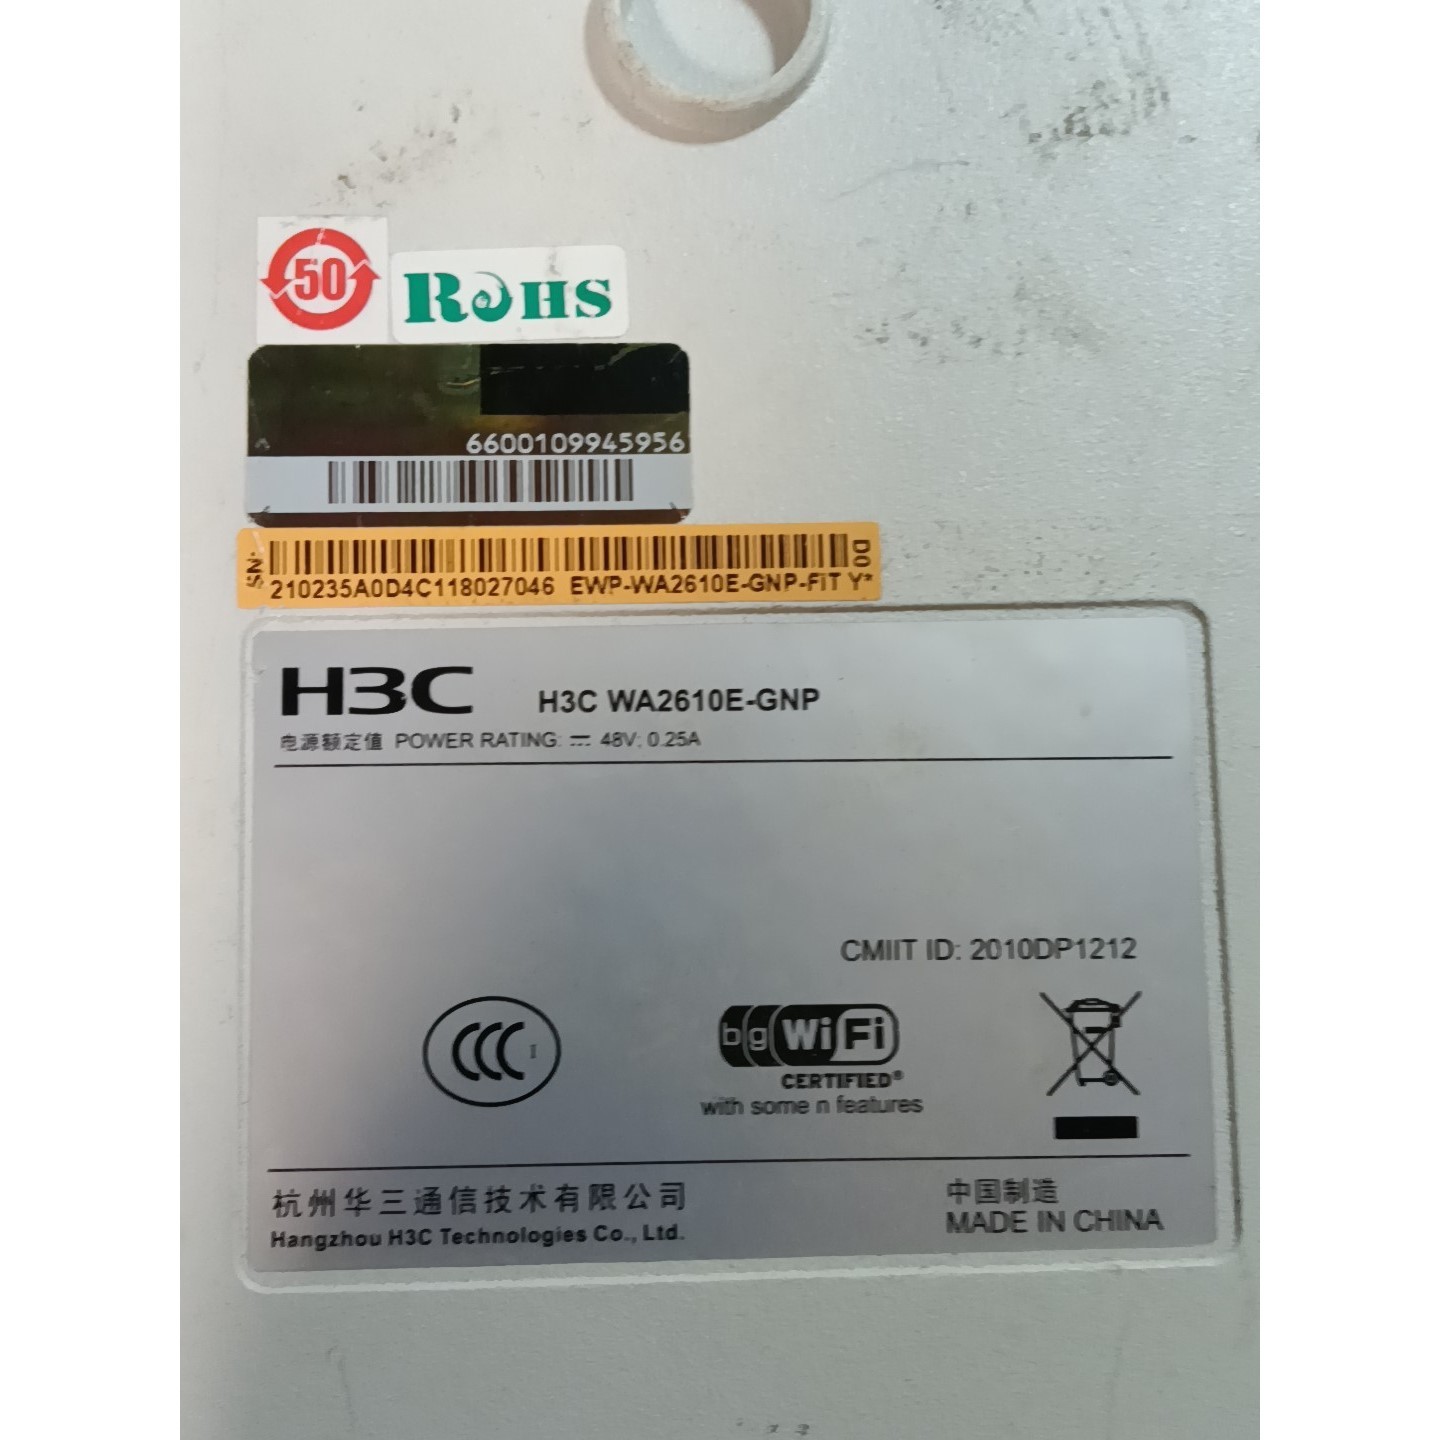 50
RoHS
6600109945956
SN:
D0
210235A0D4C118027046 EWP-WA2610E-GNP-FIT Y*
H3C H3C WA2610E-GNP
电源额定值 POWER RATING: ⎓ 48V; 0.25A
CMIIT ID: 2010DP1212
CCC I
bg WiFi
CERTIFIED®
with some n features
杭州华三通信技术有限公司
Hangzhou H3C Technologies Co., Ltd.
中国制造
MADE IN CHINA